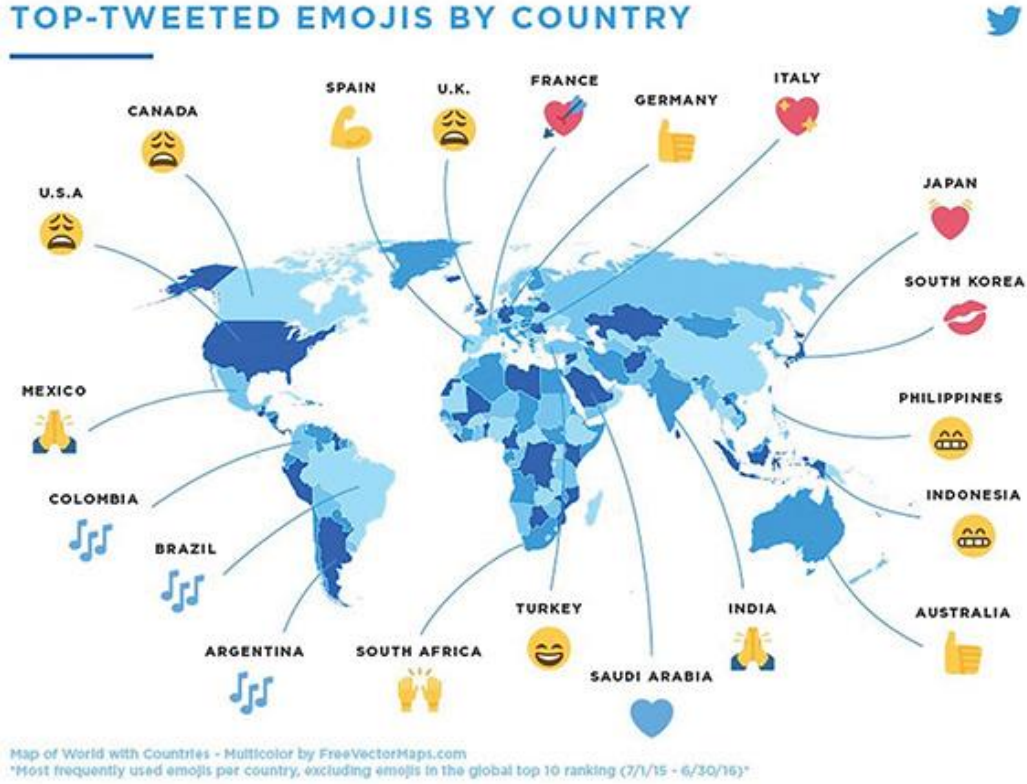 TOP-TWEETED EMOJIS BY COUNTRY
CANADA
SPAIN
U.K.
FRANCE
GERMANY
ITALY
U.S.A
JAPAN
SOUTH KOREA
MEXICO
PHILIPPINES
COLOMBIA
INDONESIA
BRAZIL
TURKEY
INDIA
AUSTRALIA
ARGENTINA
SOUTH AFRICA
SAUDI ARABIA
Map of World with Countries - Multicolor by FreeVectorMaps.com
*Most frequently used emojis per country, excluding emojis in the global top 10 ranking (7/1/15 - 6/30/16)*